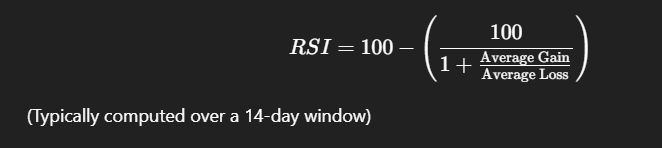 RSI = 100 − ( 100 / ( 1 + Average Gain / Average Loss ) )
(Typically computed over a 14-day window)